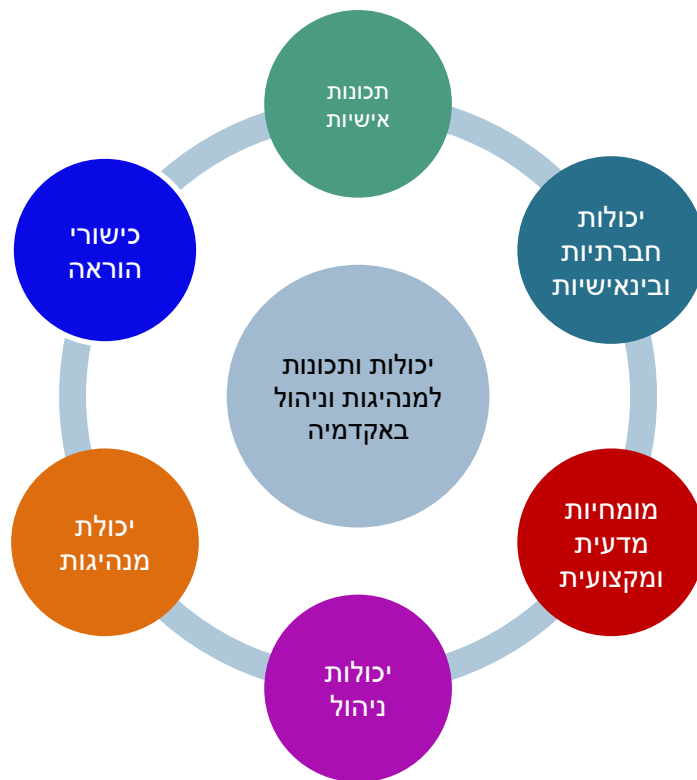 תכונות
אישיות
יכולות
חברתיות
ובינאישיות
מומחיות
מדעית
ומקצועית
יכולות
ניהול
יכולת
מנהיגות
כישורי
הוראה
יכולות ותכונות
למנהיגות וניהול
באקדמיה